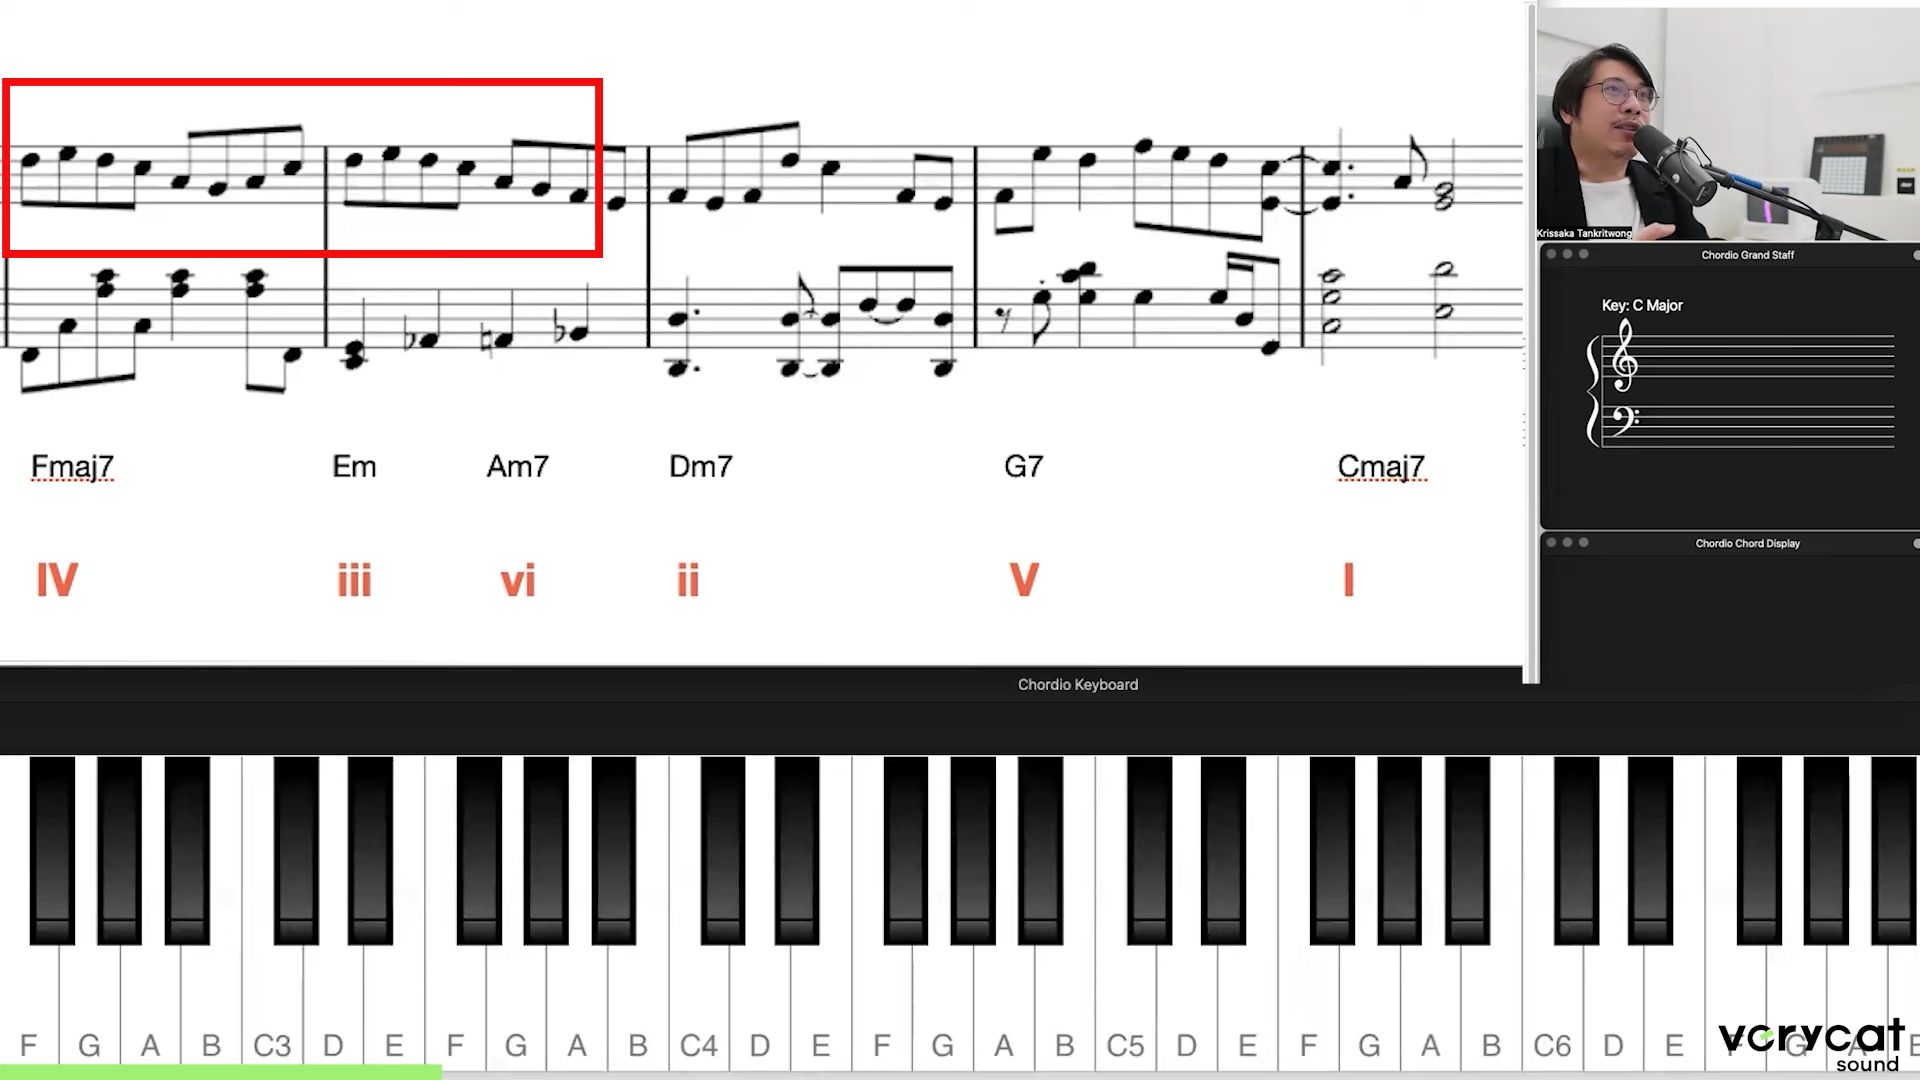 Krissaka Tankritwong
Chordio Grand Staff
Key: C Major
Fmaj7 Em Am7 Dm7 G7 Cmaj7
Chordio Chord Display
IV iii vi ii V I
Chordio Keyboard
F G A B C3 D E F G A B C4 D E F G A B C5 D E F G A B C6 D E F G A
verycat
sound